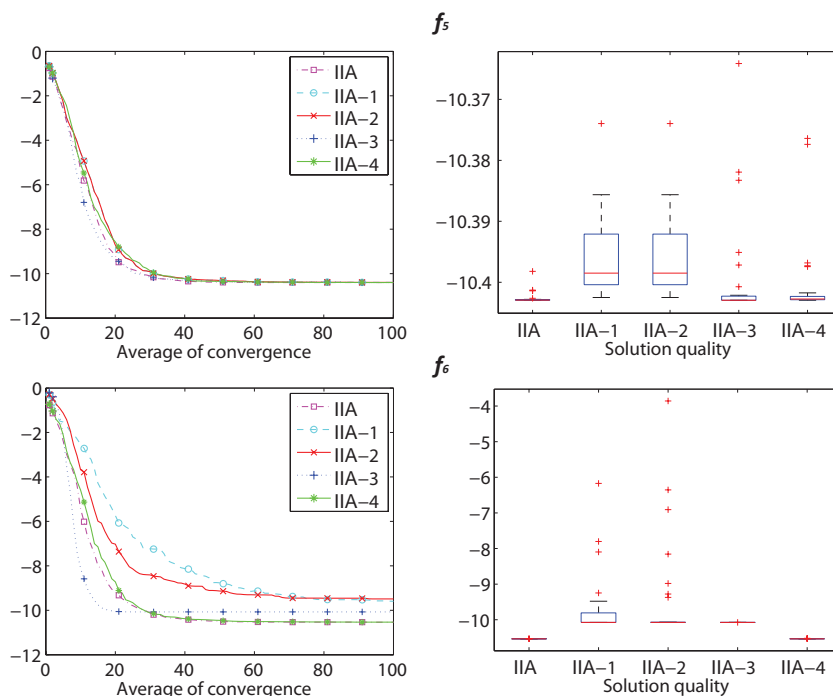 f₅
0
−2
−4
−6
−8
−10
−12
0 20 40 60 80 100
Average of convergence
IIA
IIA−1
IIA−2
IIA−3
IIA−4
−10.37
−10.38
−10.39
−10.4
IIA IIA−1 IIA−2 IIA−3 IIA−4
Solution quality
f₆
0
−2
−4
−6
−8
−10
−12
0 20 40 60 80 100
Average of convergence
IIA
IIA−1
IIA−2
IIA−3
IIA−4
−4
−5
−6
−7
−8
−9
−10
IIA IIA−1 IIA−2 IIA−3 IIA−4
Solution quality